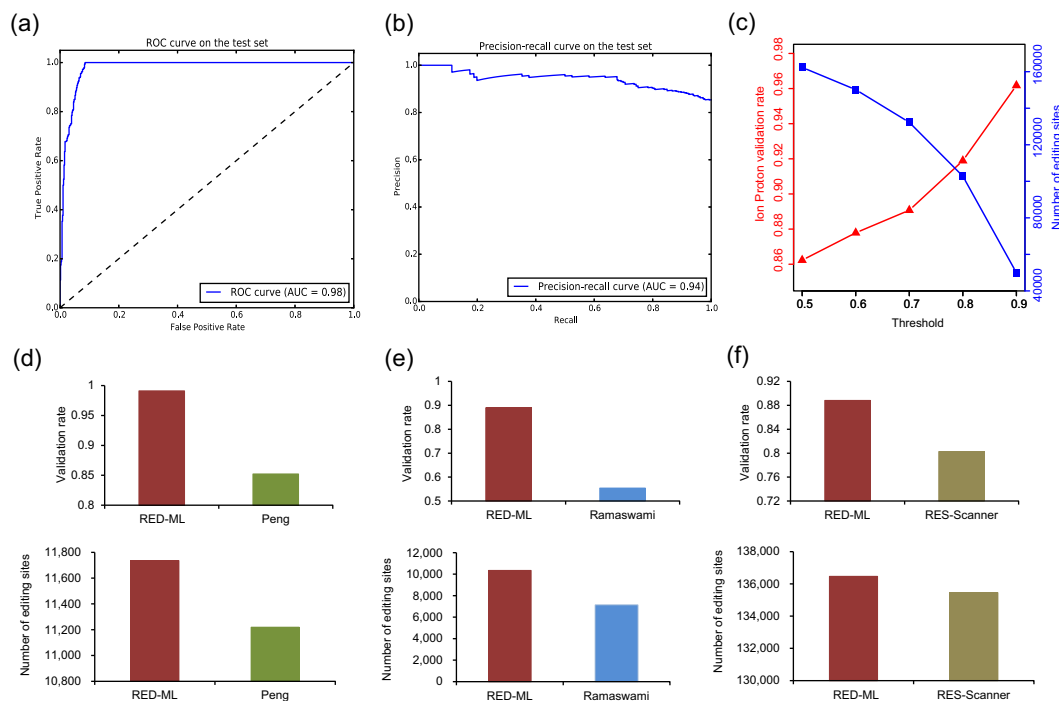 (a)
ROC curve on the test set
1.0
0.8
0.6
0.4
0.2
0.0
True Positive Rate
0.0 0.2 0.4 0.6 0.8 1.0
False Positive Rate
ROC curve (AUC = 0.98)
(b)
Precision-recall curve on the test set
1.0
0.8
0.6
0.4
0.2
0.0
Precision
0.0 0.2 0.4 0.6 0.8 1.0
Recall
Precision-recall curve (AUC = 0.94)
(c)
Ion Proton validation rate
0.86 0.88 0.90 0.92 0.94 0.96 0.98
0.5 0.6 0.7 0.8 0.9
Threshold
40000 80000 120000 160000
Number of editing sites
(d)
Validation rate
1
0.95
0.9
0.85
0.8
RED-ML Peng
Number of editing sites
11,800
11,600
11,400
11,200
11,000
10,800
RED-ML Peng
(e)
Validation rate
1
0.9
0.8
0.7
0.6
0.5
RED-ML Ramaswami
Number of editing sites
10,000
12,000
8,000
6,000
4,000
2,000
0
RED-ML Ramaswami
(f)
Validation rate
0.92
0.88
0.84
0.8
0.76
0.72
RED-ML RES-Scanner
Number of editing sites
138,000
136,000
134,000
132,000
130,000
RED-ML RES-Scanner